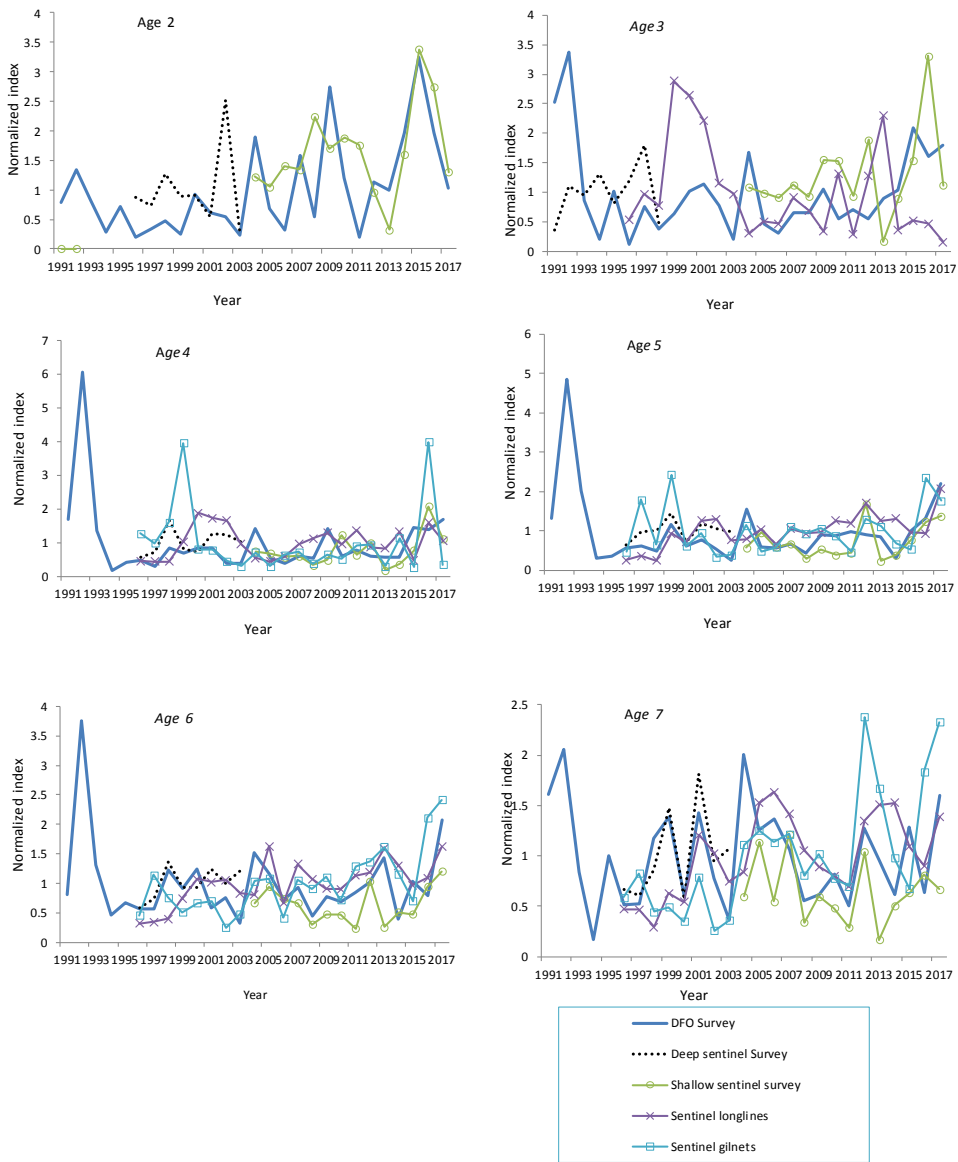 Age 2
Normalized index
4
3.5
3
2.5
2
1.5
1
0.5
0
1991 1993 1995 1997 1999 2001 2003 2005 2007 2009 2011 2013 2015 2017
Year
Age 3
Normalized index
4
3.5
3
2.5
2
1.5
1
0.5
0
1991 1993 1995 1997 1999 2001 2003 2005 2007 2009 2011 2013 2015 2017
Year
Age 4
Normalized index
7
6
5
4
3
2
1
0
1991 1993 1995 1997 1999 2001 2003 2005 2007 2009 2011 2013 2015 2017
Year
Age 5
Normalized index
6
5
4
3
2
1
0
1991 1993 1995 1997 1999 2001 2003 2005 2007 2009 2011 2013 2015 2017
Year
Age 6
Normalized index
4
3.5
3
2.5
2
1.5
1
0.5
0
1991 1993 1995 1997 1999 2001 2003 2005 2007 2009 2011 2013 2015 2017
Year
Age 7
Normalized index
2.5
2
1.5
1
0.5
0
1991 1993 1995 1997 1999 2001 2003 2005 2007 2009 2011 2013 2015 2017
Year
DFO Survey
Deep sentinel Survey
Shallow sentinel survey
Sentinel longlines
Sentinel gilnets